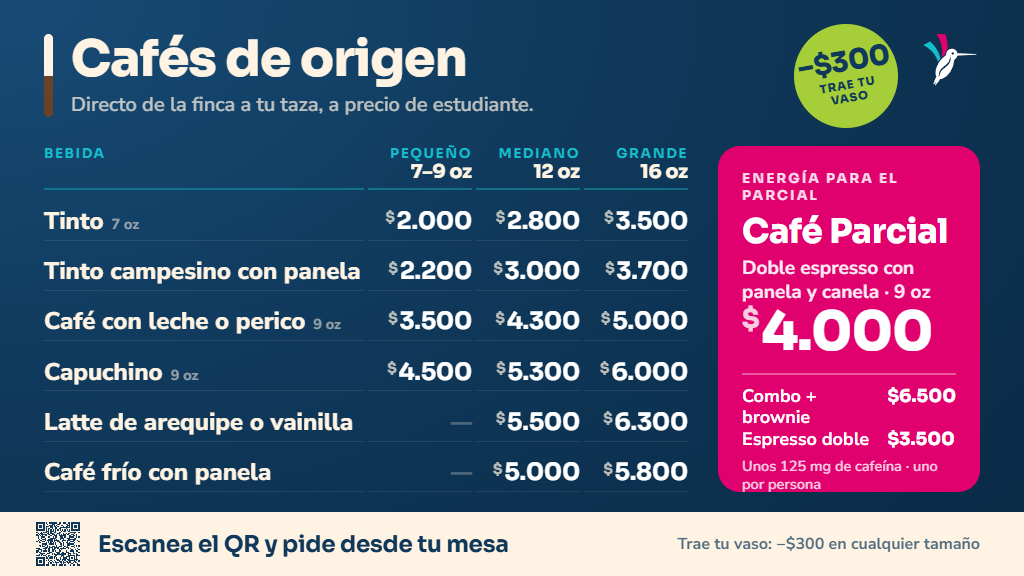 Cafés de origen
Directo de la finca a tu taza, a precio de estudiante.
–$300
TRAE TU
VASO
BEBIDA PEQUEÑO MEDIANO GRANDE
7–9 oz 12 oz 16 oz
Tinto 7 oz $2.000 $2.800 $3.500
Tinto campesino con panela $2.200 $3.000 $3.700
Café con leche o perico 9 oz $3.500 $4.300 $5.000
Capuchino 9 oz $4.500 $5.300 $6.000
Latte de arequipe o vainilla — $5.500 $6.300
Café frío con panela — $5.000 $5.800
ENERGÍA PARA EL
PARCIAL
Café Parcial
Doble espresso con
panela y canela · 9 oz
$4.000
Combo + $6.500
brownie
Espresso doble $3.500
Unos 125 mg de cafeína · uno
por persona
Escanea el QR y pide desde tu mesa
Trae tu vaso: –$300 en cualquier tamaño